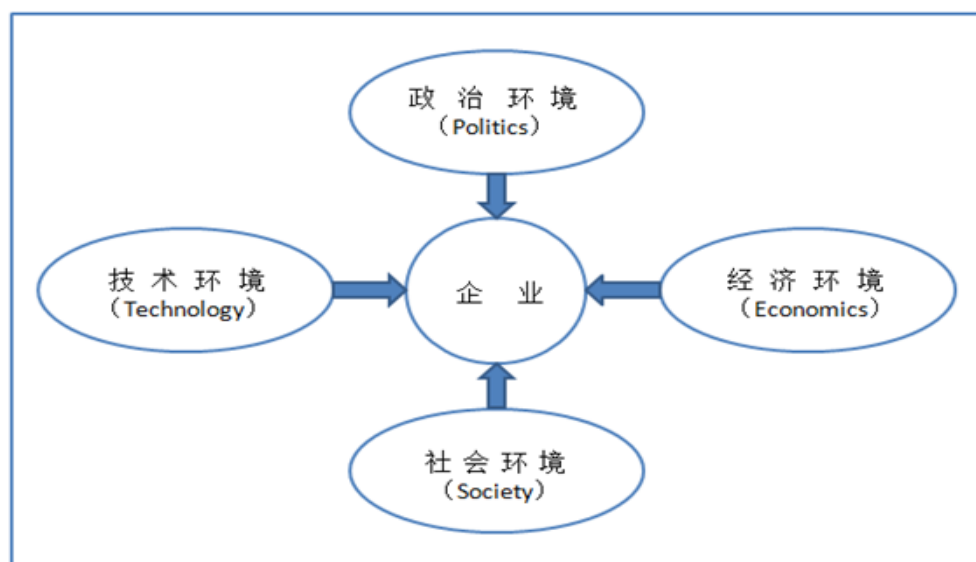 政治环境
（Politics）
技术环境
（Technology）
企业
经济环境
（Economics）
社会环境
（Society）